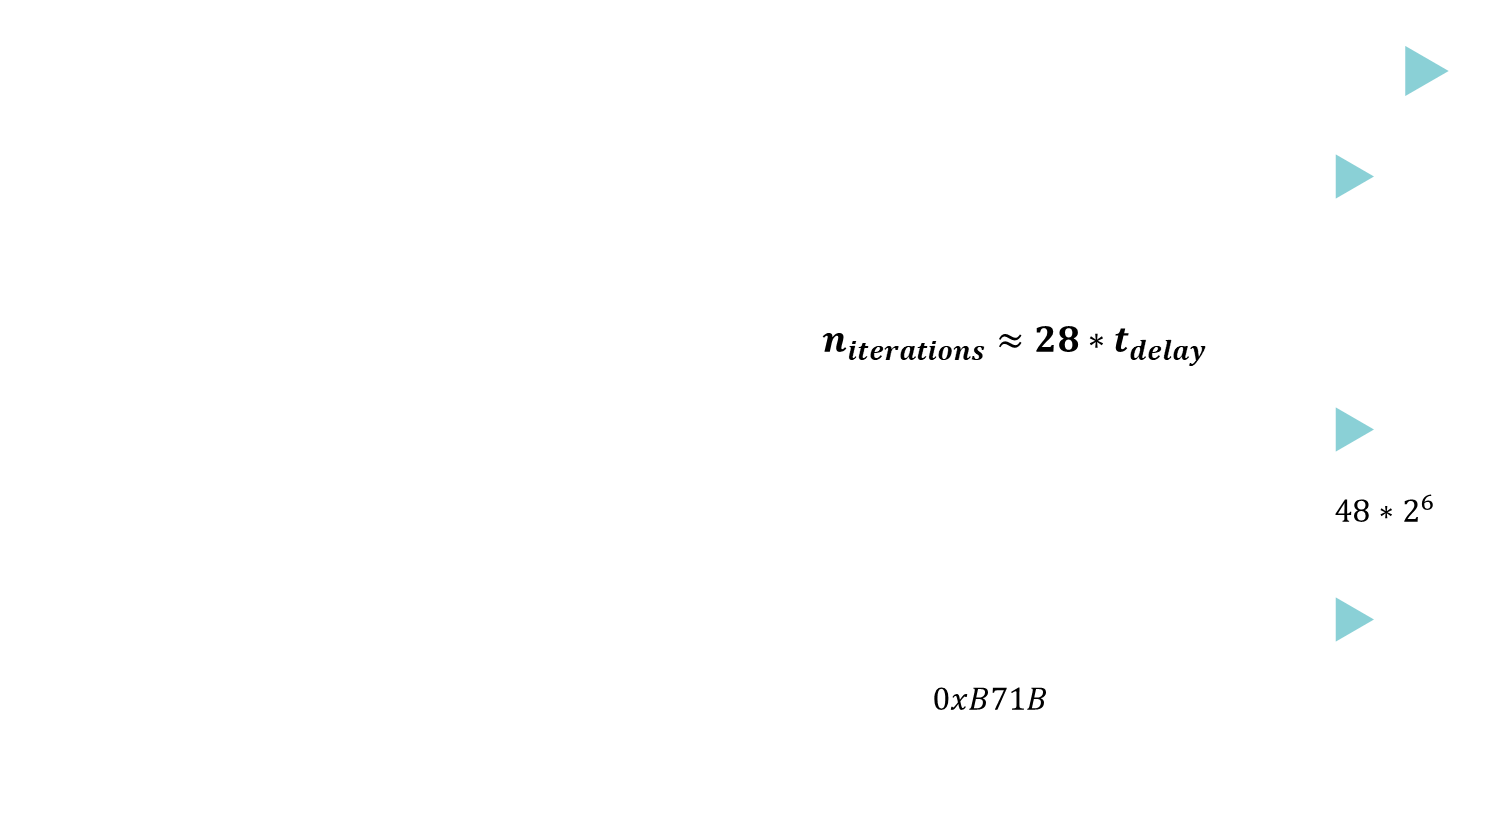 n_iterations ≈ 28 * t_delay
48 * 2^6
0xB71B